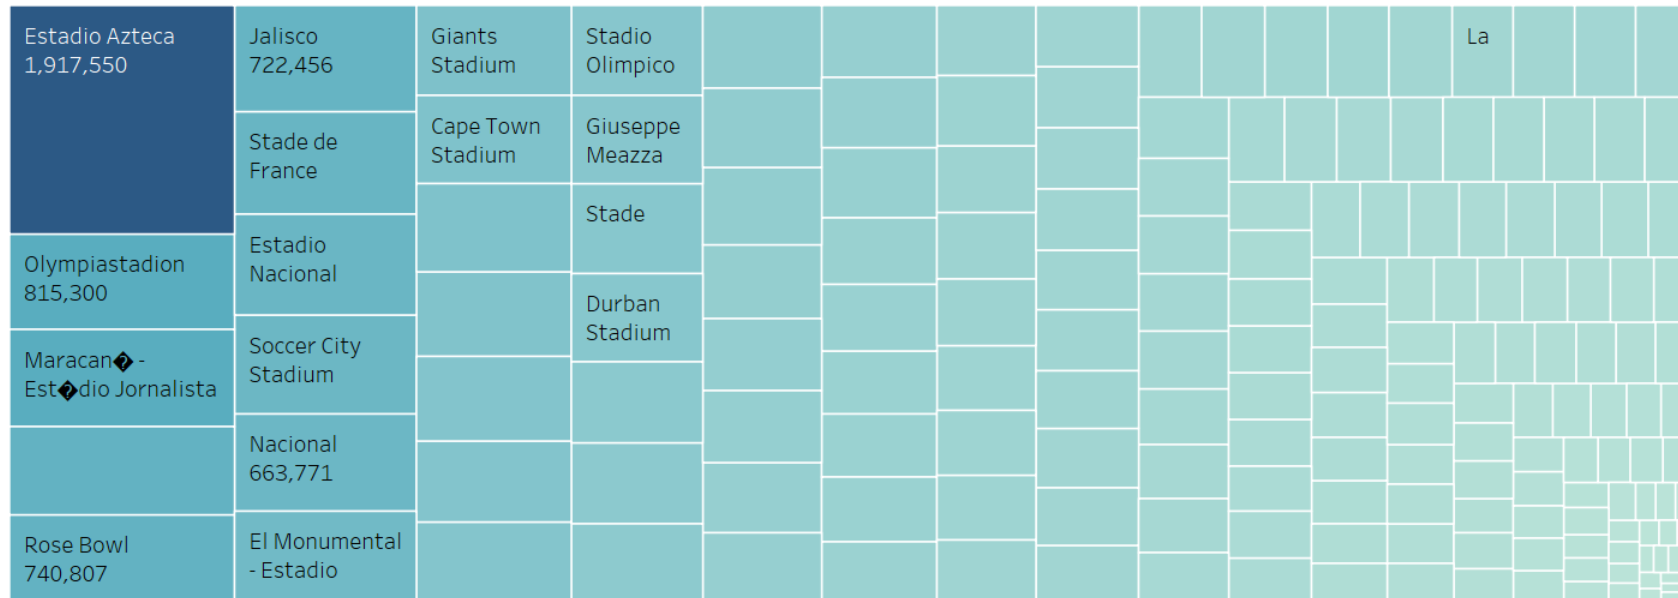 Estadio Azteca
1,917,550
Olympiastadion
815,300
Maracan� -
Est�dio Jornalista
Rose Bowl
740,807
Jalisco
722,456
Stade de
France
Estadio
Nacional
Soccer City
Stadium
Nacional
663,771
El Monumental
- Estadio
Giants
Stadium
Cape Town
Stadium
Stadio
Olimpico
Giuseppe
Meazza
Stade
Durban
Stadium
La